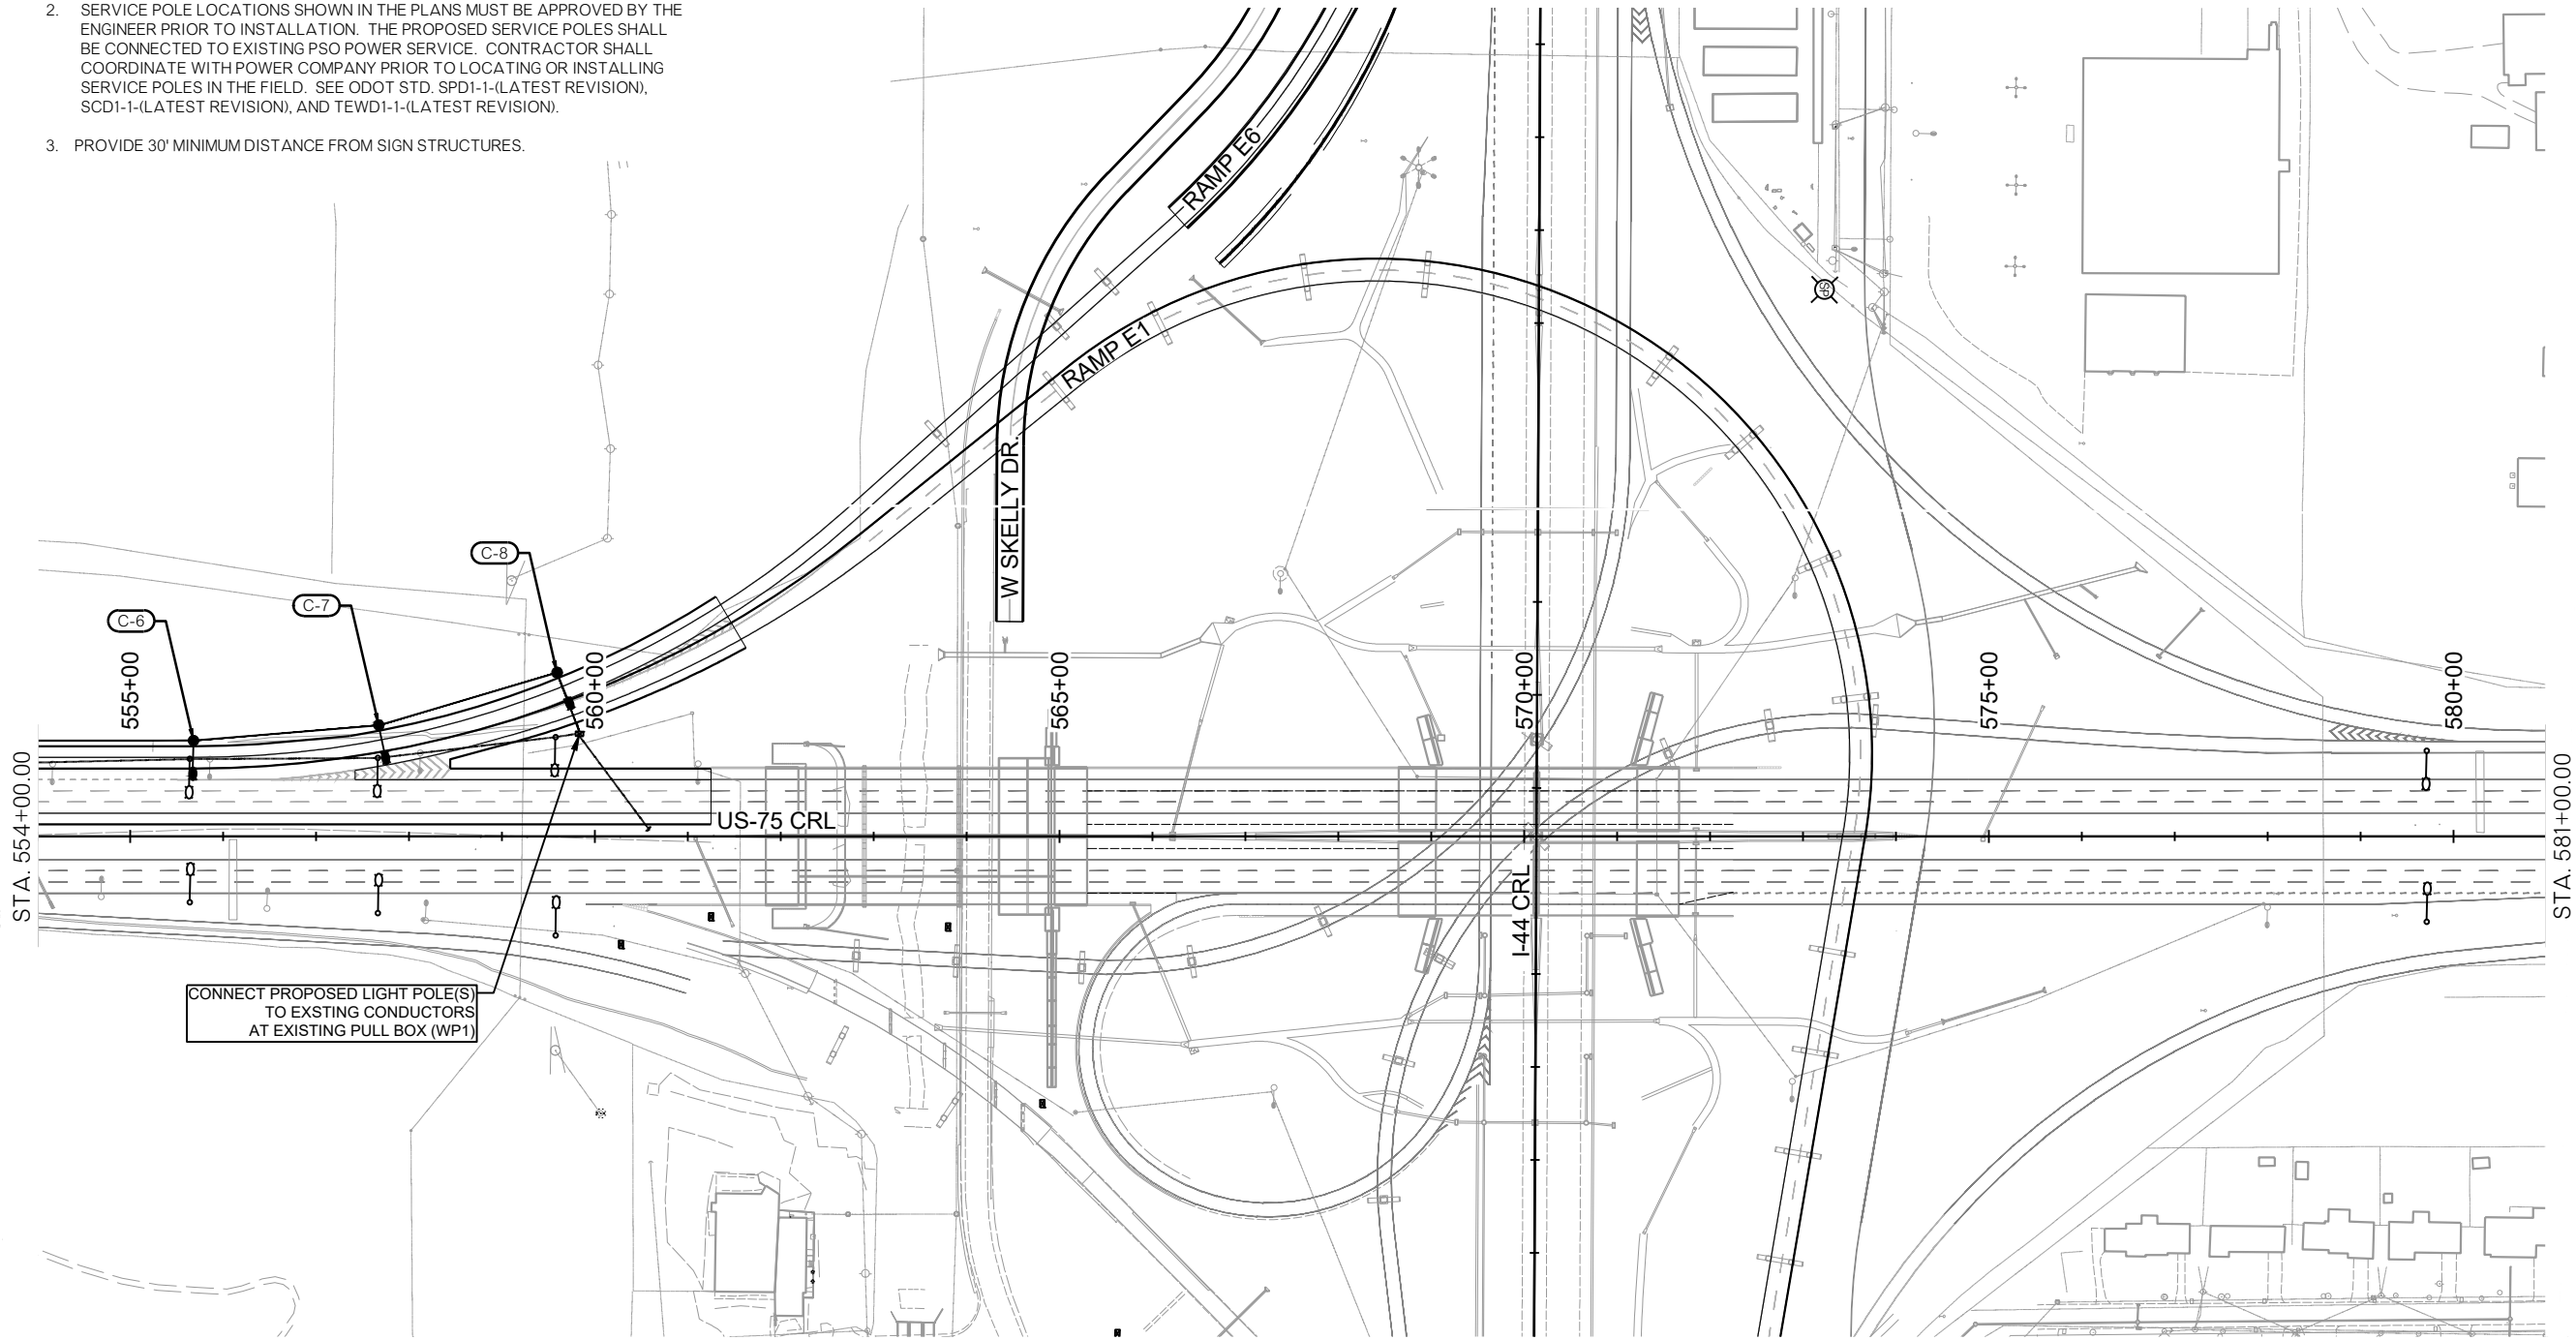 2. SERVICE POLE LOCATIONS SHOWN IN THE PLANS MUST BE APPROVED BY THE
ENGINEER PRIOR TO INSTALLATION. THE PROPOSED SERVICE POLES SHALL
BE CONNECTED TO EXISTING PSO POWER SERVICE. CONTRACTOR SHALL
COORDINATE WITH POWER COMPANY PRIOR TO LOCATING OR INSTALLING
SERVICE POLES IN THE FIELD. SEE ODOT STD. SPD1-1-(LATEST REVISION),
SCD1-1-(LATEST REVISION), AND TEWD1-1-(LATEST REVISION).
3. PROVIDE 30' MINIMUM DISTANCE FROM SIGN STRUCTURES.
RAMP E6
SP
RAMP E1
W SKELLY DR.
C-8
C-7
C-6
555+00
560+00
565+00
570+00
575+00
580+00
STA. 554+00.00
US-75 CRL
I-44 CRL
STA. 581+00.00
CONNECT PROPOSED LIGHT POLE(S)
TO EXSTING CONDUCTORS
AT EXISTING PULL BOX (WP1)